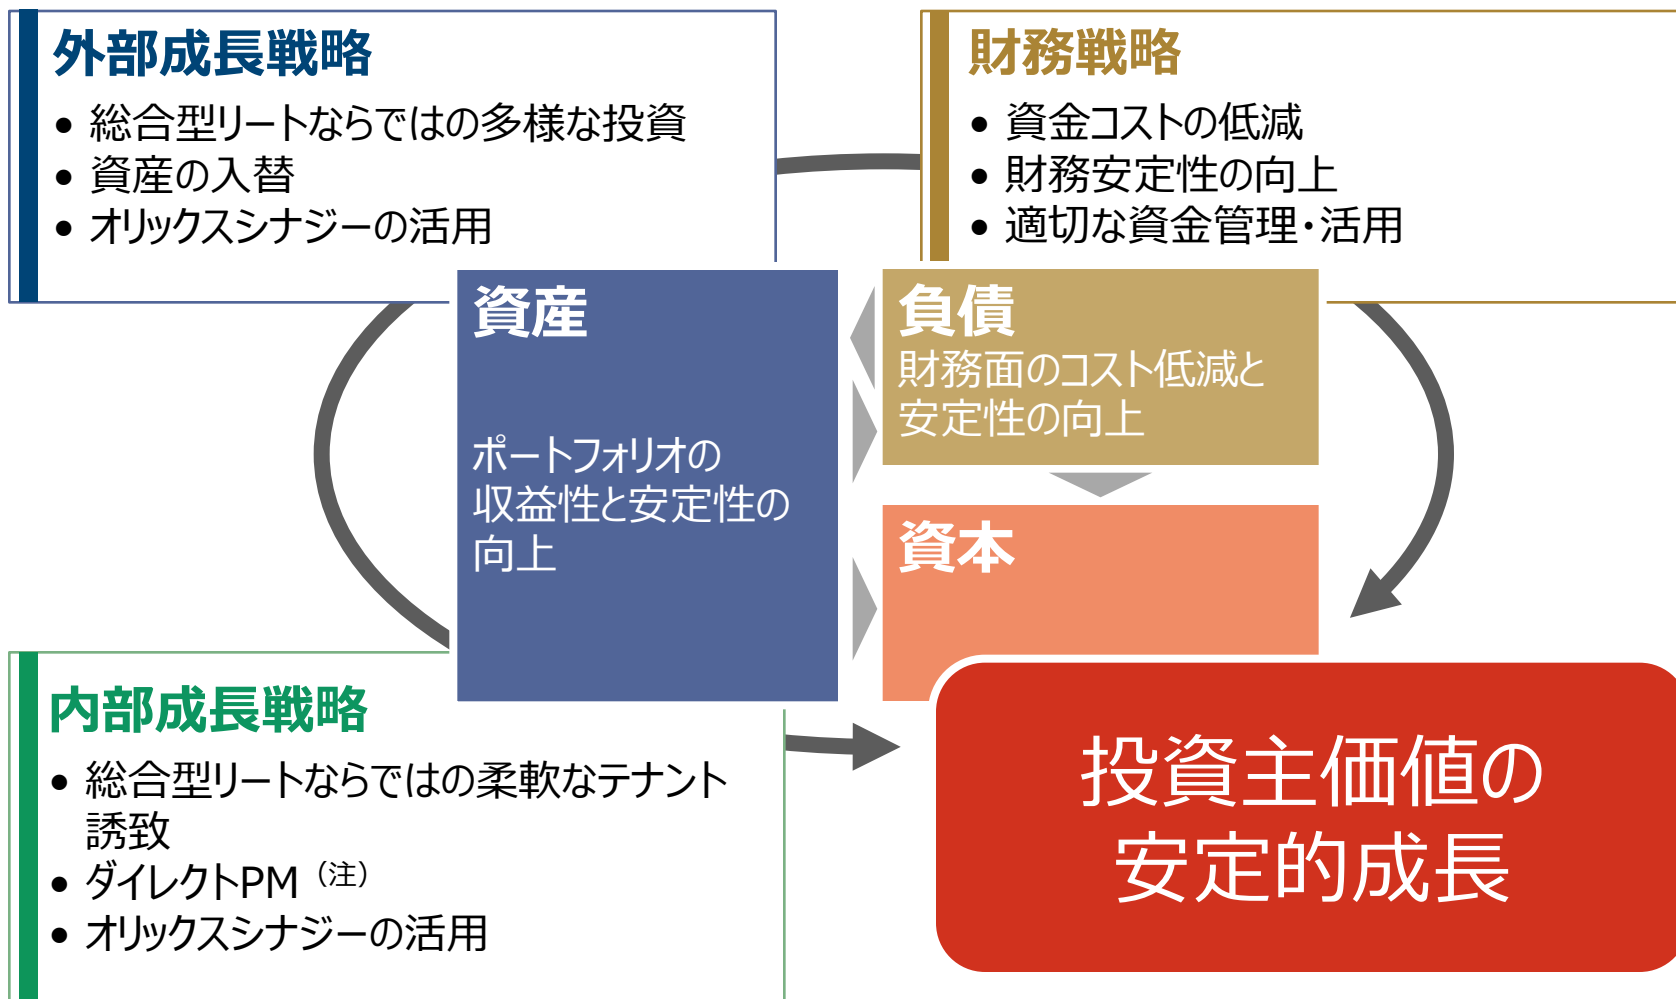 外部成長戦略
• 総合型リートならではの多様な投資
• 資産の入替
• オリックスシナジーの活用
財務戦略
• 資金コストの低減
• 財務安定性の向上
• 適切な資金管理・活用
資産
ポートフォリオの
収益性と安定性の
向上
負債
財務面のコスト低減と
安定性の向上
資本
内部成長戦略
• 総合型リートならではの柔軟なテナント
誘致
• ダイレクトPM（注）
• オリックスシナジーの活用
投資主価値の
安定的成長